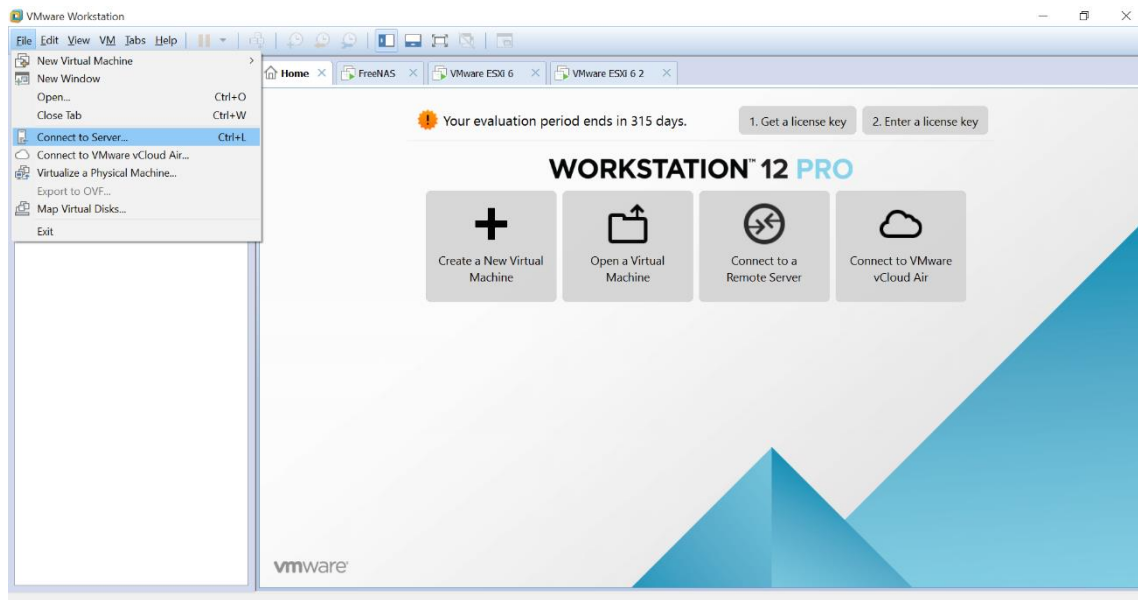 VMware Workstation
File Edit View VM Tabs Help
New Virtual Machine
New Window
Open... Ctrl+O
Close Tab Ctrl+W
Connect to Server... Ctrl+L
Connect to VMware vCloud Air...
Virtualize a Physical Machine...
Export to OVF...
Map Virtual Disks...
Exit
Home FreeNAS VMware ESXi 6 VMware ESXi 6 2
Your evaluation period ends in 315 days. 1. Get a license key 2. Enter a license key
WORKSTATION™ 12 PRO
Create a New Virtual
Machine
Open a Virtual
Machine
Connect to a
Remote Server
Connect to VMware
vCloud Air
vmware